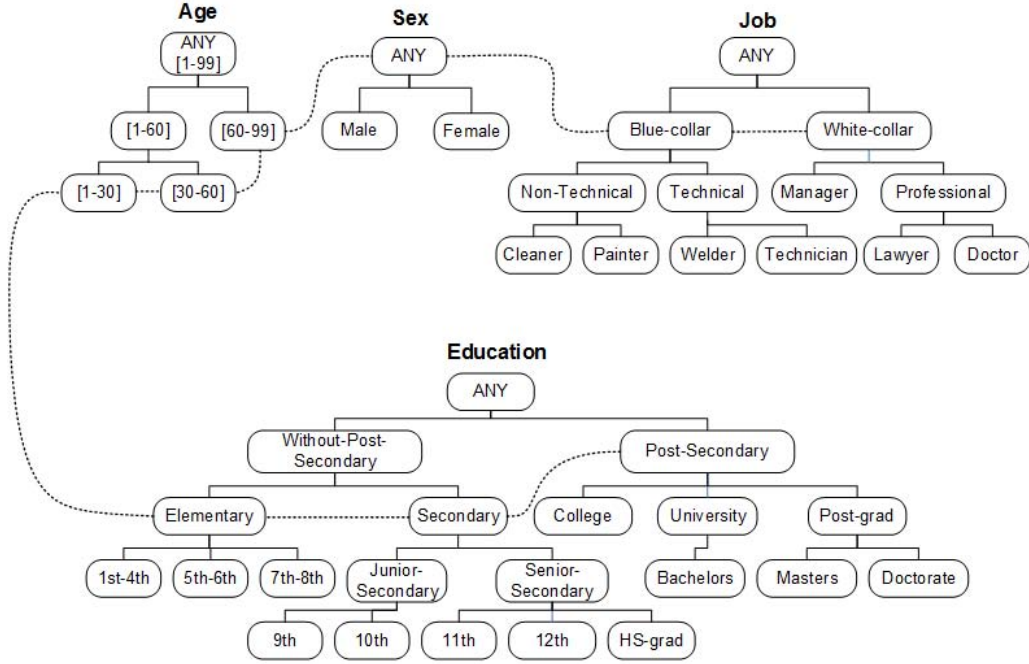 Age
Sex
Job
ANY
[1-99]
ANY
ANY
[1-60]
[60-99]
Male
Female
Blue-collar
White-collar
[1-30]
[30-60]
Non-Technical
Technical
Manager
Professional
Cleaner
Painter
Welder
Technician
Lawyer
Doctor
Education
ANY
Without-Post-
Secondary
Post-Secondary
Elementary
Secondary
College
University
Post-grad
1st-4th
5th-6th
7th-8th
Junior-
Secondary
Senior-
Secondary
Bachelors
Masters
Doctorate
9th
10th
11th
12th
HS-grad